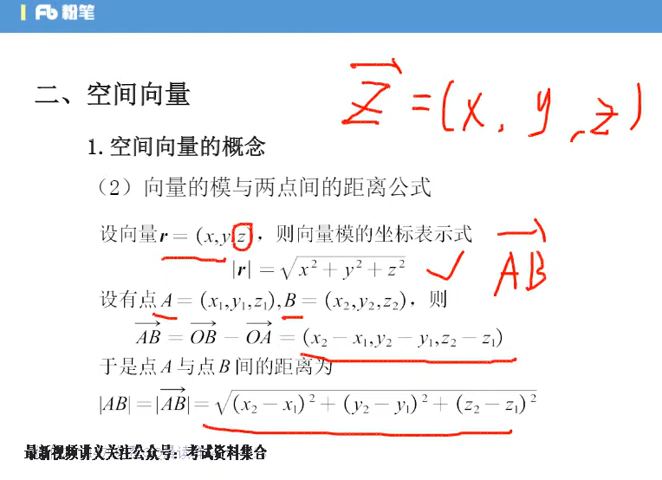 粉笔
二、空间向量
Z = (x, y, z)
1.空间向量的概念
（2）向量的模与两点间的距离公式
设向量r = (x,y,z)，则向量模的坐标表示式
|r| = √x² + y² + z²
AB
设有点A = (x₁,y₁,z₁),B = (x₂,y₂,z₂)，则
AB = OB − OA = (x₂ − x₁,y₂ − y₁,z₂ − z₁)
于是点A与点B间的距离为
|AB| = |AB| = √(x₂ − x₁)² + (y₂ − y₁)² + (z₂ − z₁)²
最新视频讲义关注公众号：考试资料集合